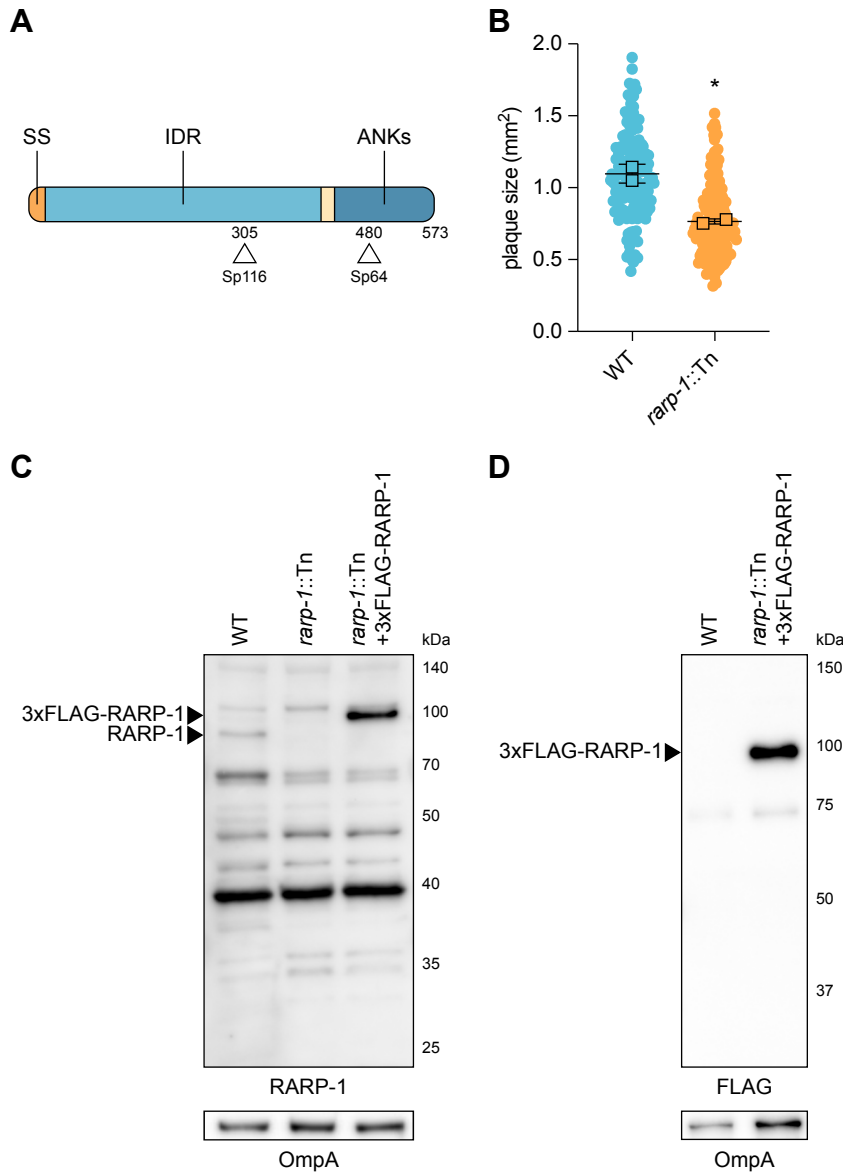 A
SS
IDR
ANKs
305
480
573
Sp116
Sp64
B
plaque size (mm²)
2.0
1.5
1.0
0.5
0.0
*
WT
rarp-1::Tn
C
WT
rarp-1::Tn
rarp-1::Tn
+3xFLAG-RARP-1
kDa
3xFLAG-RARP-1
RARP-1
140
100
70
50
40
35
25
RARP-1
OmpA
D
WT
rarp-1::Tn
+3xFLAG-RARP-1
kDa
3xFLAG-RARP-1
150
100
75
50
37
FLAG
OmpA